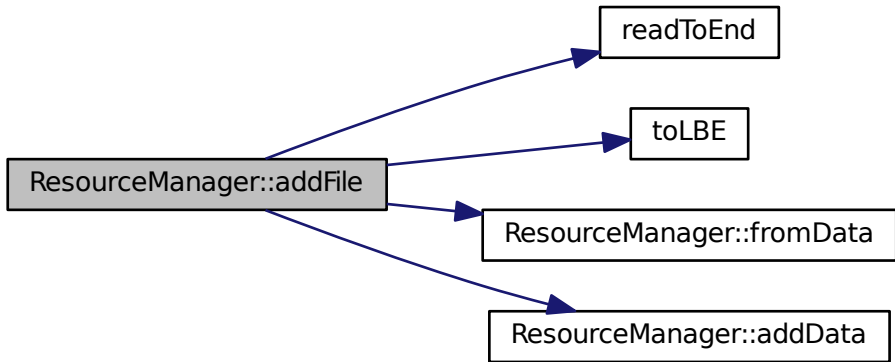 readToEnd
toLBE
ResourceManager::addFile
ResourceManager::fromData
ResourceManager::addData